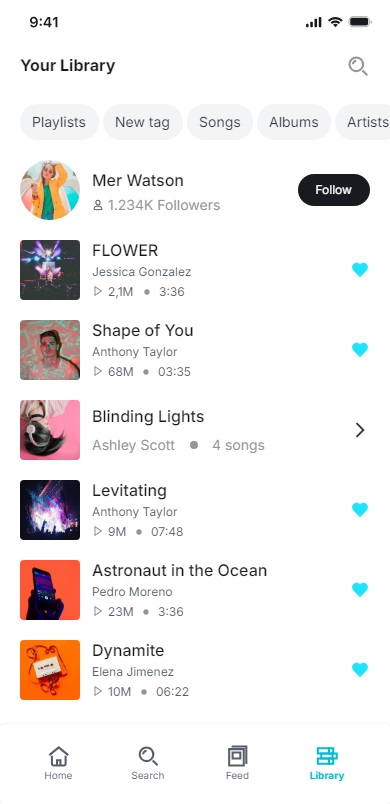 9:41
Your Library
Playlists New tag Songs Albums Artists
Mer Watson
1.234K Followers
Follow
FLOWER
Jessica Gonzalez
2,1M • 3:36
Shape of You
Anthony Taylor
68M • 03:35
Blinding Lights
Ashley Scott • 4 songs
Levitating
Anthony Taylor
9M • 07:48
Astronaut in the Ocean
Pedro Moreno
23M • 3:36
Dynamite
Elena Jimenez
10M • 06:22
Home Search Feed Library